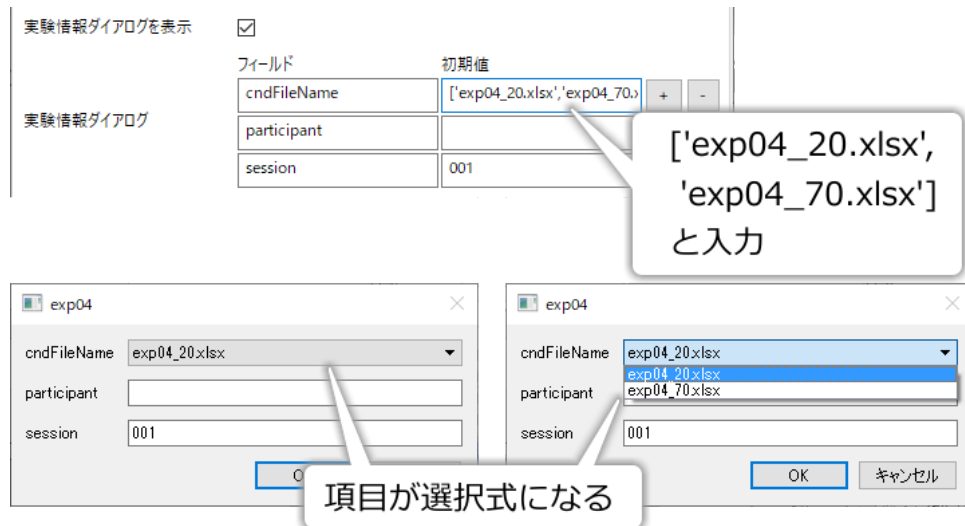 実験情報ダイアログを表示
フィールド 初期値
cndFileName ['exp04_20.xlsx','exp04_70.x + -
実験情報ダイアログ
participant
session 001
['exp04_20.xlsx',
'exp04_70.xlsx']
と入力
exp04
cndFileName exp04_20.xlsx
participant
session 001
O
exp04
cndFileName exp04_20.xlsx
exp04_20.xlsx
participant exp04_70.xlsx
session 001
OK キャンセル
項目が選択式になる